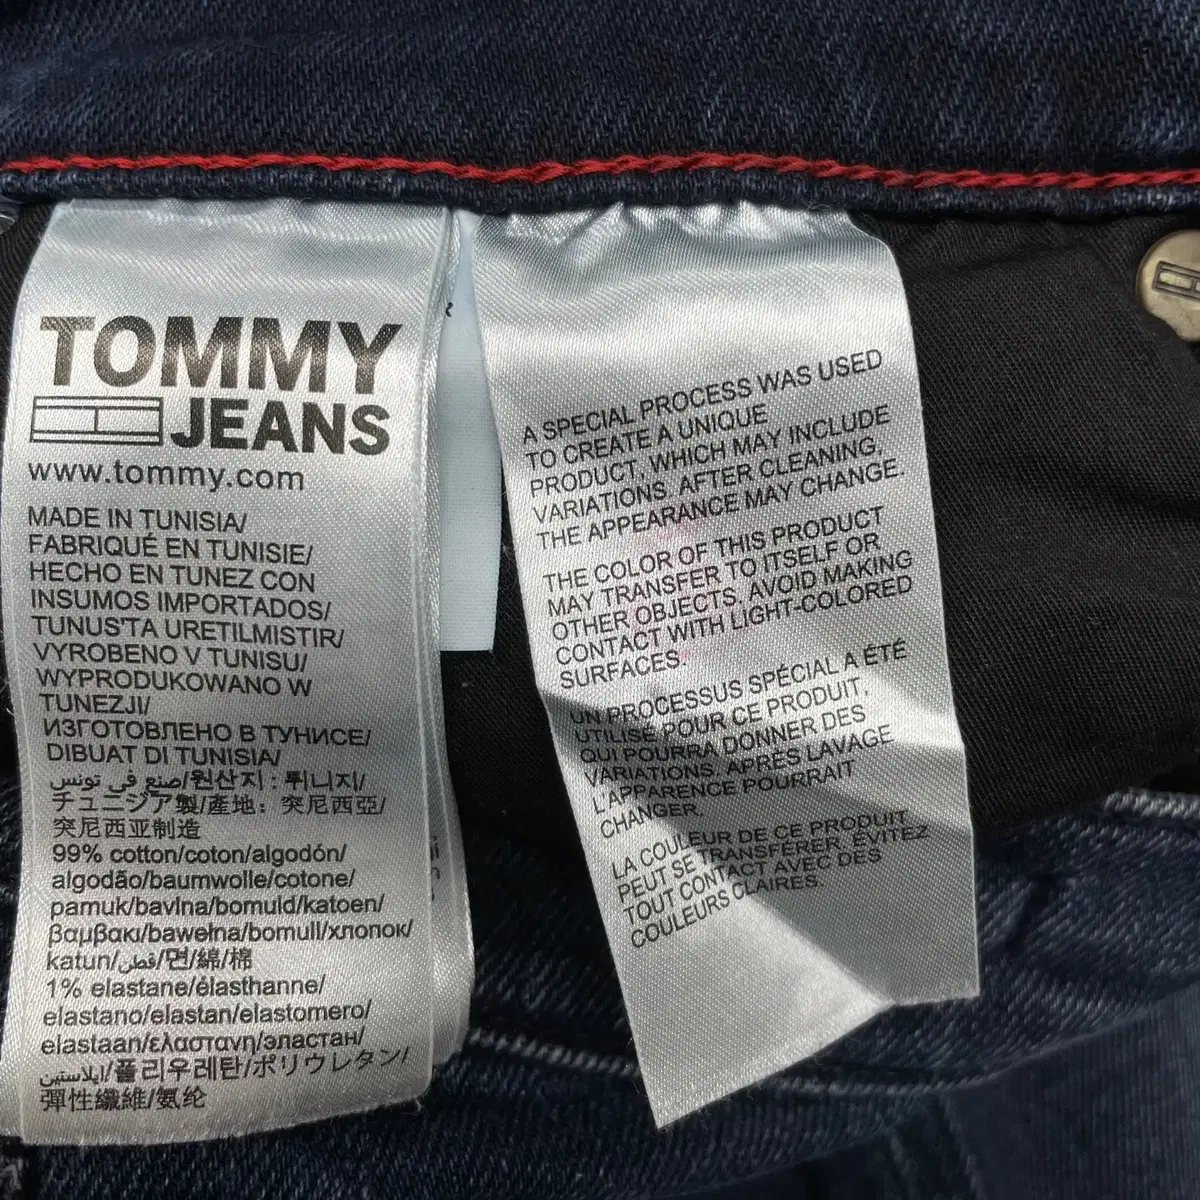 TOMMY
JEANS
www.tommy.com
MADE IN TUNISIA/
FABRIQUÉ EN TUNISIE/
HECHO EN TUNEZ CON
INSUMOS IMPORTADOS/
TUNUS'TA URETILMISTIR/
VYROBENO V TUNISU/
WYPRODUKOWANO W
TUNEZJI/
ИЗГОТОВЛЕНО В ТУНИСЕ/
DIBUAT DI TUNISIA/
صنع في تونس/원산지 : 튀니지/
チュニジア製/產地：突尼西亞/
突尼西亚制造
99% cotton/coton/algodón/
algodão/baumwolle/cotone/
pamuk/bavlna/bomuld/katoen/
βαμβακι/bawełna/bomull/хлопок/
katun/قطن/면/綿/棉
1% elastane/élasthanne/
elastano/elastan/elastomero/
elastaan/ελαστανη/эластан/
ايلاستين/폴리우레탄/ポリウレタン/
彈性纖維/氨纶
A SPECIAL PROCESS WAS USED
TO CREATE A UNIQUE
PRODUCT, WHICH MAY INCLUDE
VARIATIONS. AFTER CLEANING,
THE APPEARANCE MAY CHANGE.
THE COLOR OF THIS PRODUCT
MAY TRANSFER TO ITSELF OR
OTHER OBJECTS. AVOID MAKING
CONTACT WITH LIGHT-COLORED
SURFACES.
UN PROCESSUS SPÉCIAL A ÉTÉ
UTILISÉ POUR CE PRODUIT,
QUI POURRA DONNER DES
VARIATIONS. APRÈS LAVAGE
L'APPARENCE POURRAIT
CHANGER.
LA COULEUR DE CE PRODUIT
PEUT SE TRANSFÉRER. ÉVITEZ
TOUT CONTACT AVEC DES
COULEURS CLAIRES.